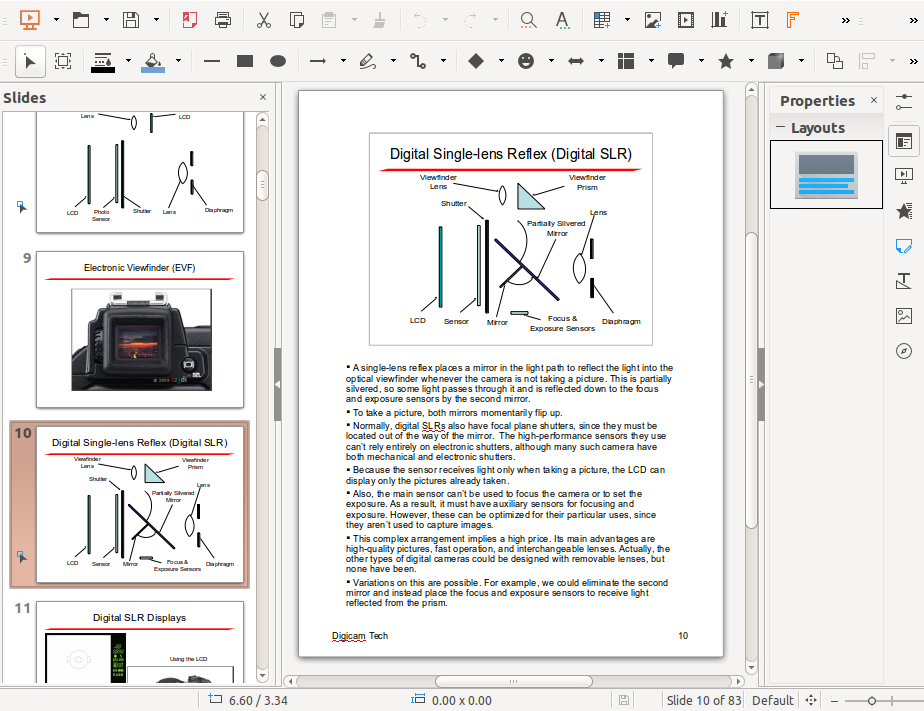 Slides
Properties
Layouts
Lens
LCD
LCD
Photo
Sensor
Shutter
Lens
Diaphragm
9
Electronic Viewfinder (EVF)
SEL
10
Digital Single-lens Reflex (Digital SLR)
Viewfinder
Lens
Viewfinder
Prism
Shutter
Lens
Partially Silvered
Mirror
LCD
Sensor
Mirror
Focus &
Exposure Sensors
Diaphragm
11
Digital SLR Displays
Using the LCD
Digital Single-lens Reflex (Digital SLR)
Viewfinder
Lens
Viewfinder
Prism
Shutter
Lens
Partially Silvered
Mirror
LCD
Sensor
Mirror
Focus &
Exposure Sensors
Diaphragm
▪ A single-lens reflex places a mirror in the light path to reflect the light into the
optical viewfinder whenever the camera is not taking a picture. This is partially
silvered, so some light passes through it and is reflected down to the focus
and exposure sensors by the second mirror.
▪ To take a picture, both mirrors momentarily flip up.
▪ Normally, digital SLRs also have focal plane shutters, since they must be
located out of the way of the mirror. The high-performance sensors they use
can't rely entirely on electronic shutters, although many such camera have
both mechanical and electronic shutters.
▪ Because the sensor receives light only when taking a picture, the LCD can
display only the pictures already taken.
▪ Also, the main sensor can't be used to focus the camera or to set the
exposure. As a result, it must have auxiliary sensors for focusing and
exposure. However, these can be optimized for their particular uses, since
they aren't used to capture images.
▪ This complex arrangement implies a high price. Its main advantages are
high-quality pictures, fast operation, and interchangeable lenses. Actually, the
other types of digital cameras could be designed with removable lenses, but
none have been.
▪ Variations on this are possible. For example, we could eliminate the second
mirror and instead place the focus and exposure sensors to receive light
reflected from the prism.
Digicam Tech
10
6.60 / 3.34
0.00 x 0.00
Slide 10 of 83
Default